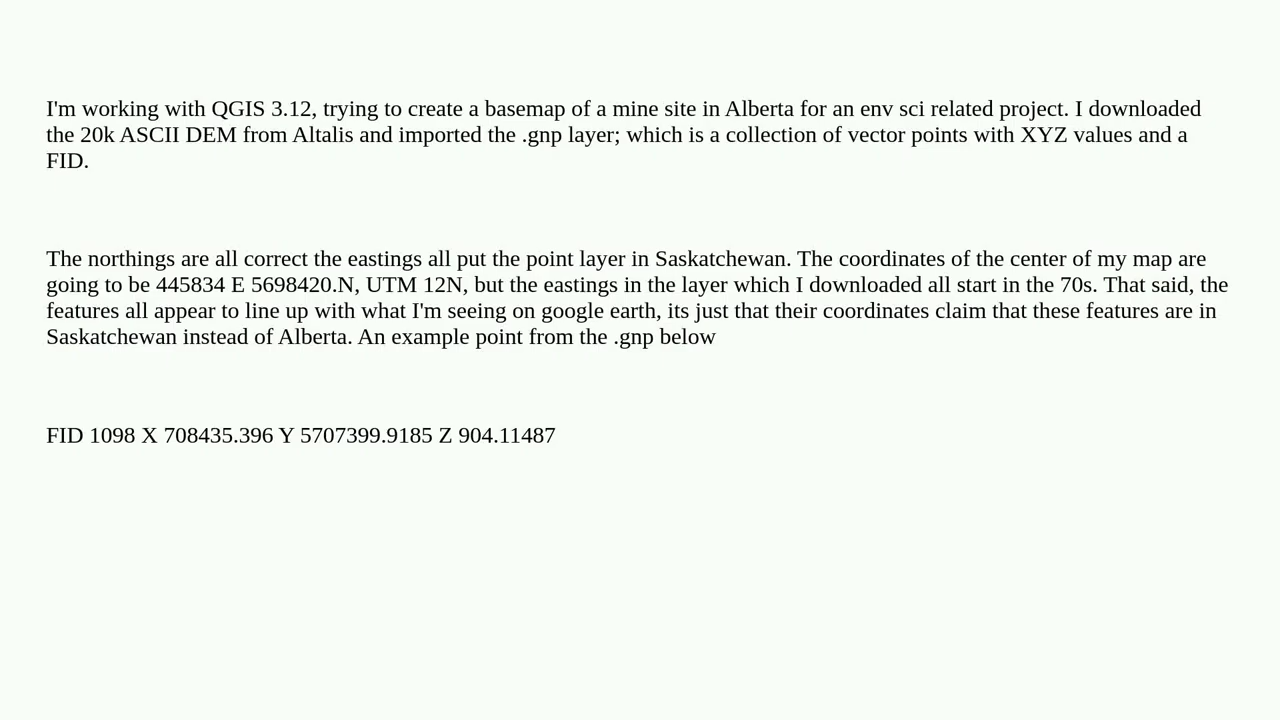 I'm working with QGIS 3.12, trying to create a basemap of a mine site in Alberta for an env sci related project. I downloaded
the 20k ASCII DEM from Altalis and imported the .gnp layer; which is a collection of vector points with XYZ values and a
FID.
The northings are all correct the eastings all put the point layer in Saskatchewan. The coordinates of the center of my map are
going to be 445834 E 5698420.N, UTM 12N, but the eastings in the layer which I downloaded all start in the 70s. That said, the
features all appear to line up with what I'm seeing on google earth, its just that their coordinates claim that these features are in
Saskatchewan instead of Alberta. An example point from the .gnp below
FID 1098 X 708435.396 Y 5707399.9185 Z 904.11487